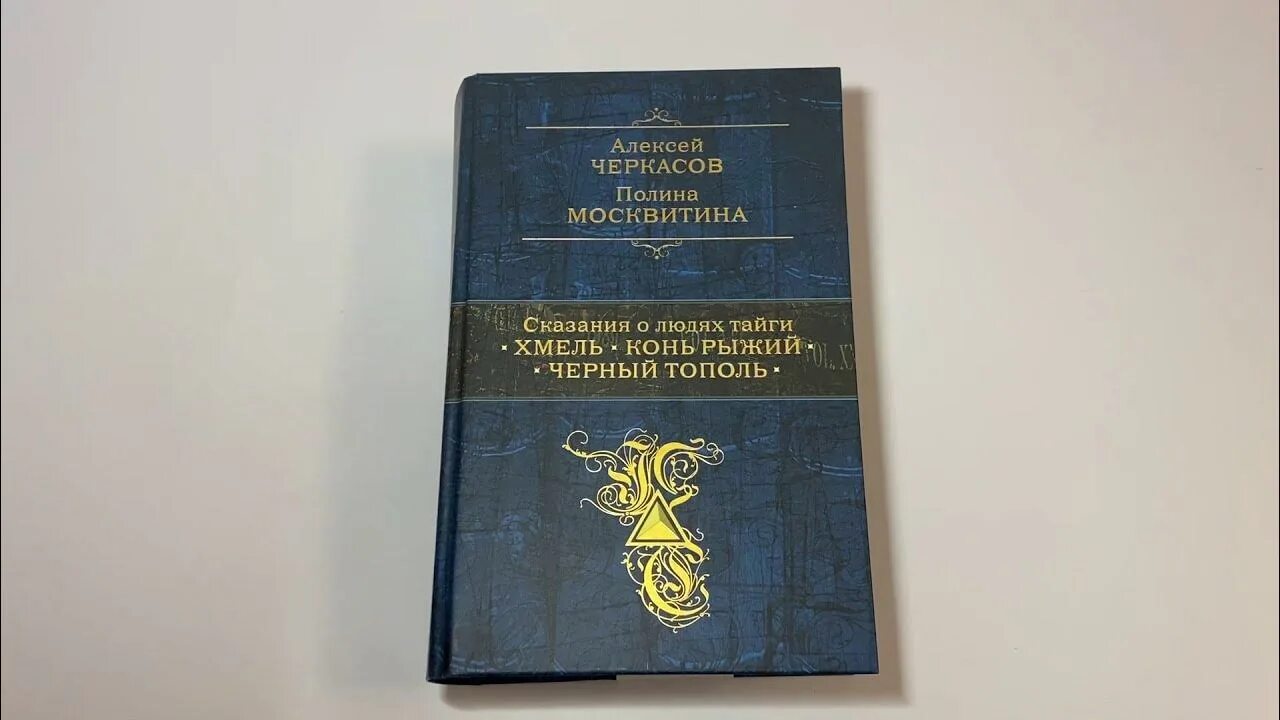 Алексей
ЧЕРКАСОВ
Полина
МОСКВИТИНА
Сказания о людях тайги
· ХМЕЛЬ · КОНЬ РЫЖИЙ ·
· ЧЕРНЫЙ ТОПОЛЬ ·